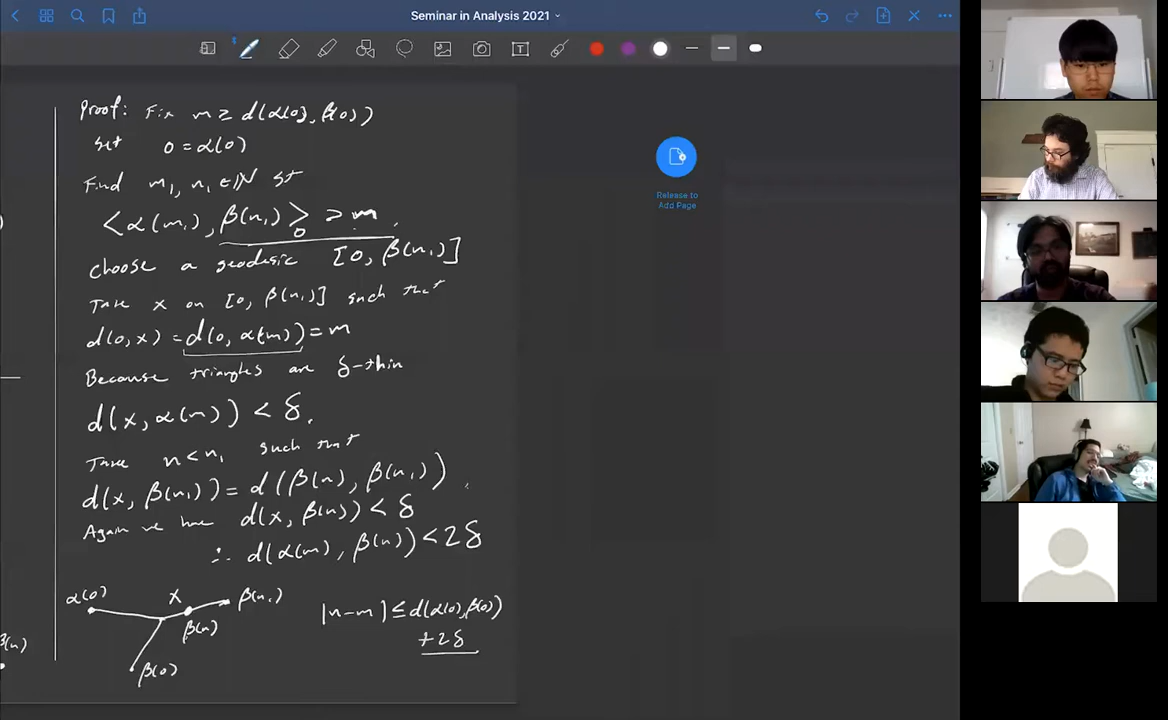 Seminar in Analysis 2021
Proof: Fix m ≥ d(α(0), β(0))
Set 0 = α(0)
Find m₁, n₁ ∈ ℕ st
<α(m₁), β(n₁)>₀ > m
choose a geodesic [0, β(n₁)]
Take x on [0, β(n₁)] such that
d(0, x) = d(0, α(m)) = m
Because triangles are δ-thin
d(x, α(m)) < δ.
Take n < n₁ such that
d(x, β(n₁)) = d(β(n), β(n₁))
Again we have d(x, β(n)) < δ
∴ d(α(m), β(n)) < 2δ
α(0) x β(n₁)
β(n)
β(0)
|n-m| ≤ d(α(0), β(0))
+2δ
β(n)
Release to
Add Page